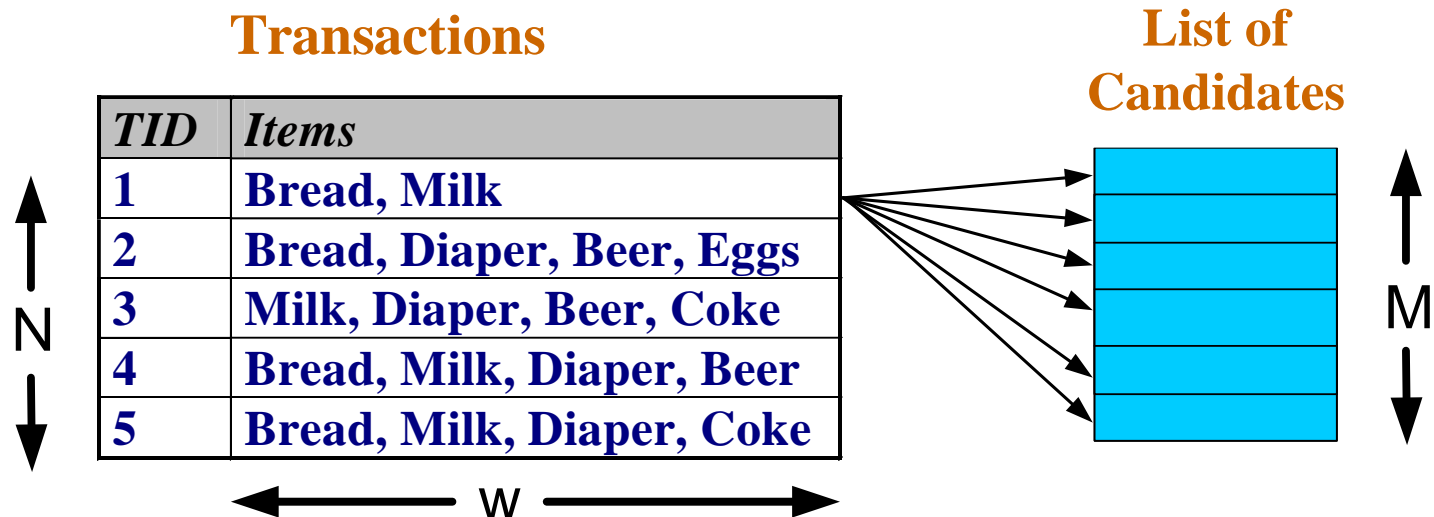 Transactions
List of
Candidates
TID Items
1 Bread, Milk
2 Bread, Diaper, Beer, Eggs
3 Milk, Diaper, Beer, Coke
4 Bread, Milk, Diaper, Beer
5 Bread, Milk, Diaper, Coke
N
M
w